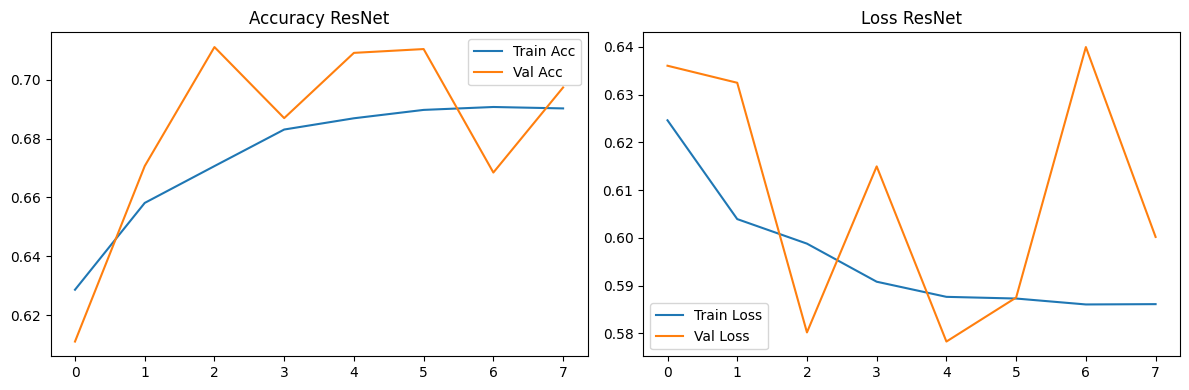 Accuracy ResNet
0.70
0.68
0.66
0.64
0.62
0 1 2 3 4 5 6 7
Train Acc
Val Acc
Loss ResNet
0.64
0.63
0.62
0.61
0.60
0.59
0.58
0 1 2 3 4 5 6 7
Train Loss
Val Loss